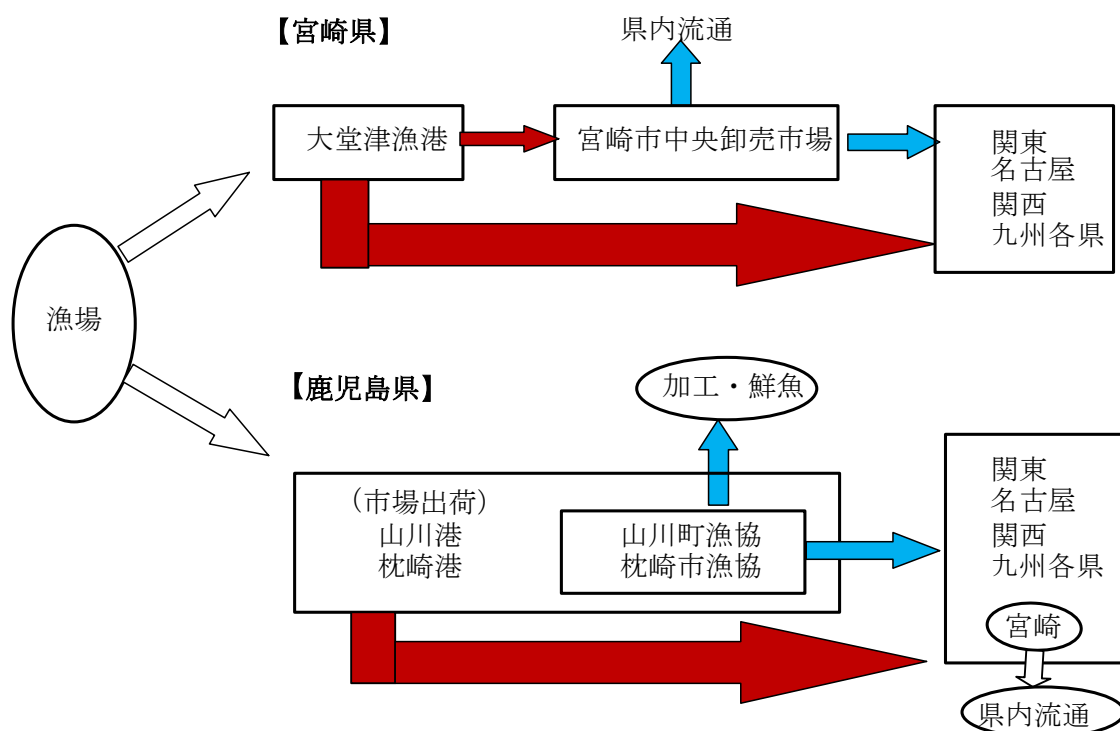 【宮崎県】
県内流通
大堂津漁港
宮崎市中央卸売市場
関東
名古屋
関西
九州各県
漁場
【鹿児島県】
加工・鮮魚
（市場出荷）
山川港
枕崎港
山川町漁協
枕崎市漁協
関東
名古屋
関西
九州各県
宮崎
県内流通